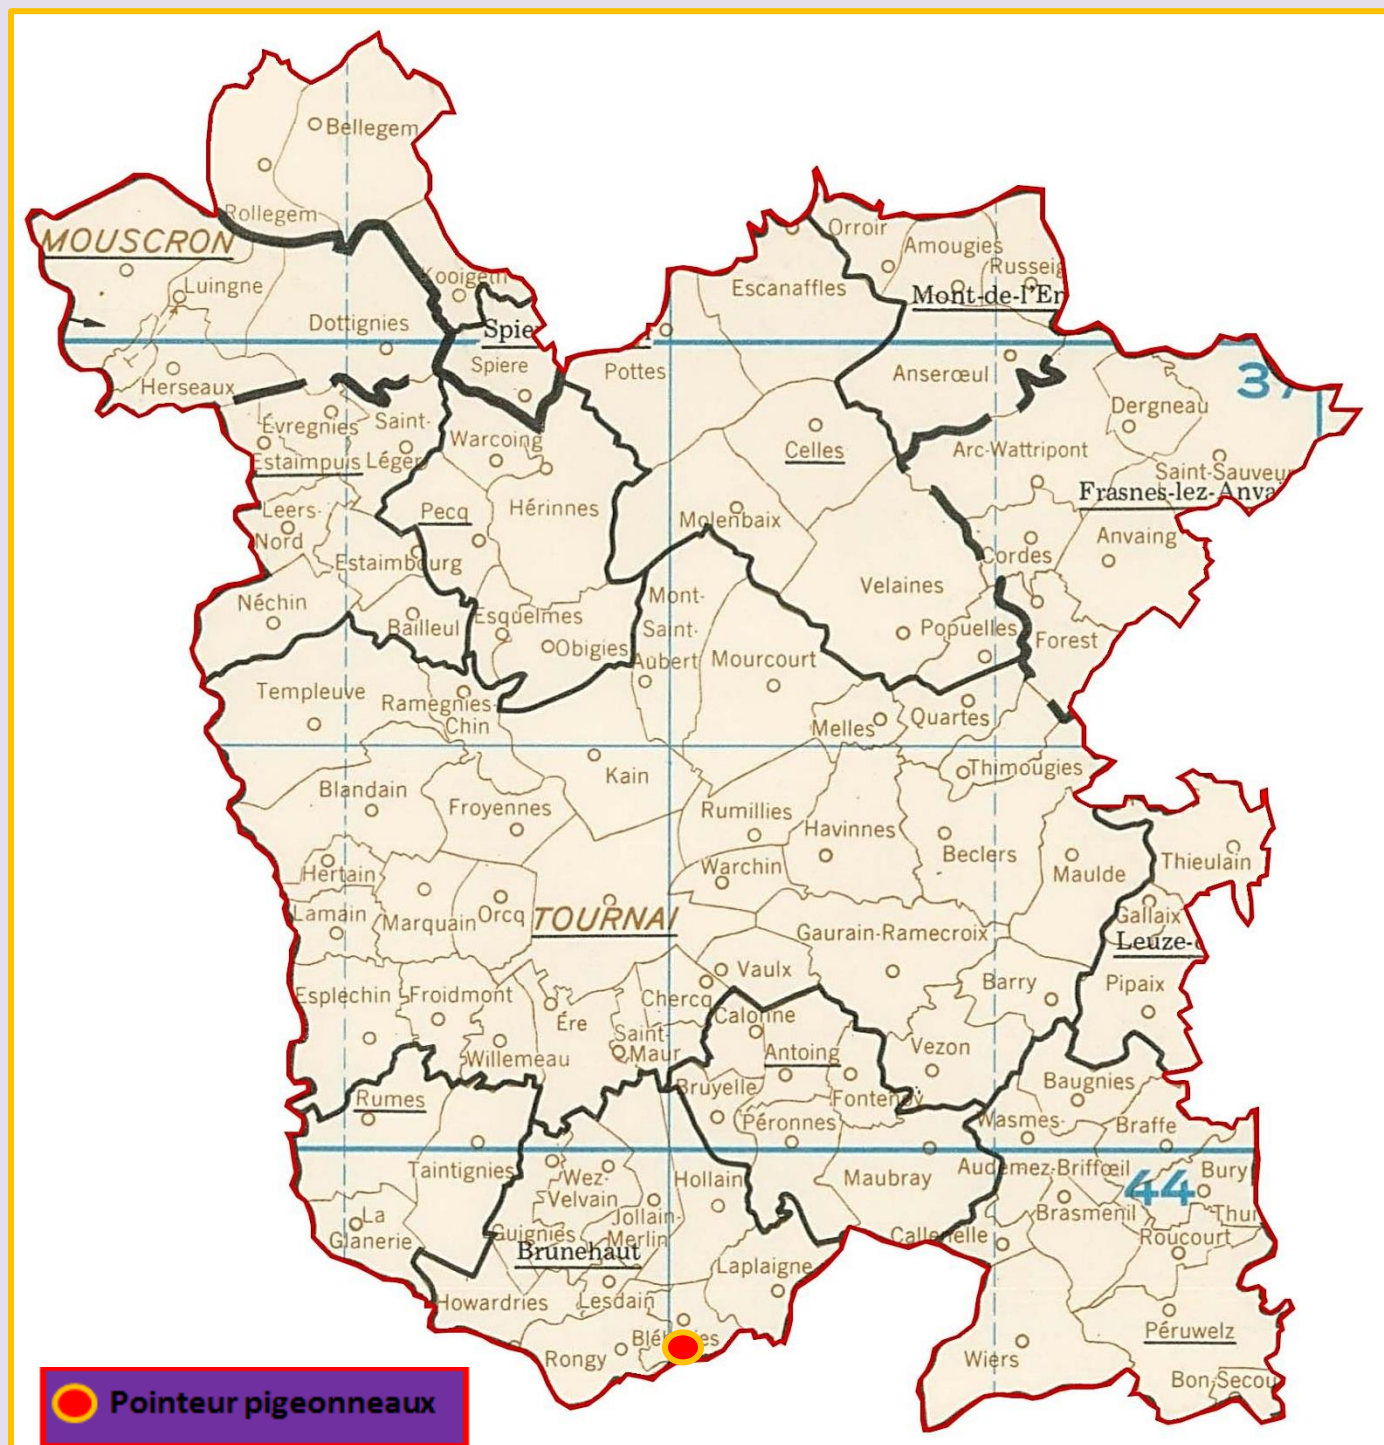 Bellegem
Rollegem
MOUSCRON
Luingne
Kooigem
Orroir
Amougies
Russeig
Escanaffles
Mont-de-l'En
Dottignies
Spie
Spiere
Pottes
Herseaux
Anserœul
37
Dergneau
Évregnies
Saint-
Léger
Estaimpuis
Warcoing
Celles
Arc-Wattripont
Saint-Sauveur
Frasnes-lez-Anva
Leers-
Nord
Pecq
Hérinnes
Molenbaix
Anvaing
Cordes
Estaimbourg
Velaines
Néchin
Bailleul
Esquelmes
Obigies
Mont-
Saint-
Aubert
Mourcourt
Popuelles
Forest
Templeuve
Ramegnies-
Chin
Melles
Quartes
Kain
Thimougies
Blandain
Froyennes
Rumillies
Havinnes
Beclers
Maulde
Thieulain
Hertain
Warchin
Lamain
Marquain
Orcq
TOURNAI
Gallaix
Gaurain-Ramecroix
Leuze-
Vaulx
Barry
Pipaix
Esplechin
Froidmont
Ére
Chercq
Calonne
Saint-
Maur
Willemeau
Antoing
Vezon
Bruyelle
Baugnies
Rumes
Fontenoy
Péronnes
Wasmes-
Audemez-Briffœil
Braffe
Taintignies
Wez-
Velvain
Hollain
Maubray
Bury
44
Brasmenil
Thui
La
Glanerie
Guignies
Jollain-
Merlin
Callenelle
Roucourt
Brunehaut
Laplaigne
Howardries
Lesdain
Péruwelz
Rongy
Wiers
Bon-Secou
Pointeur pigeonneaux